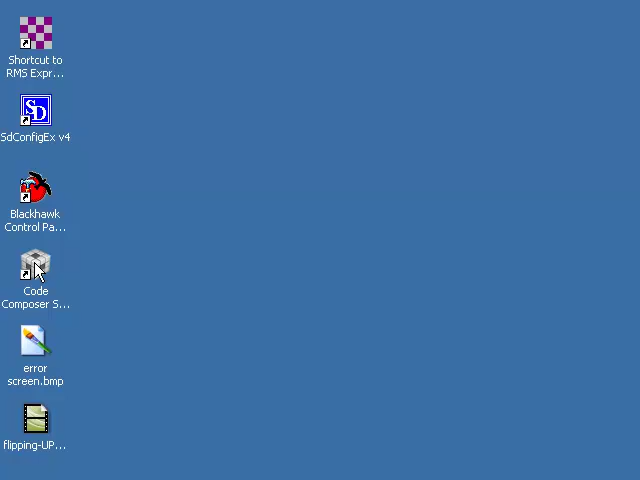 Shortcut to
RMS Expr...
SD
SdConfigEx v4
Blackhawk
Control Pa...
Code
Composer S...
error
screen.bmp
flipping-UP...